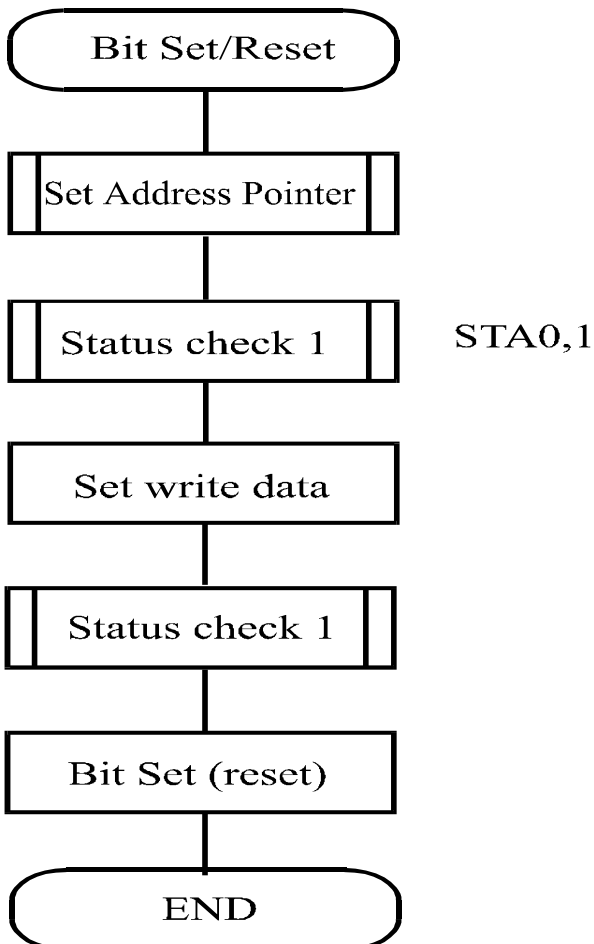 Bit Set/Reset
Set Address Pointer
Status check 1
STA0,1
Set write data
Status check 1
Bit Set (reset)
END